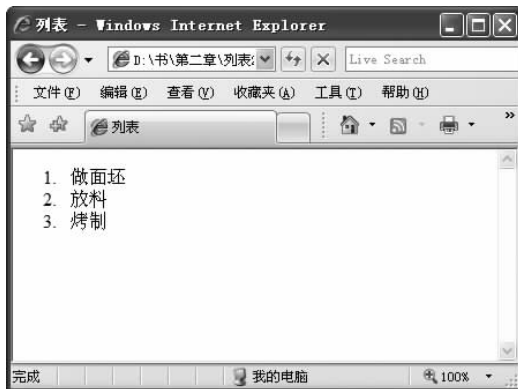 列表 - Windows Internet Explorer
D:\书\第二章\列表 Live Search
文件(F) 编辑(E) 查看(V) 收藏夹(A) 工具(T) 帮助(H)
列表 »
1. 做面坯
2. 放料
3. 烤制
完成 我的电脑 100%